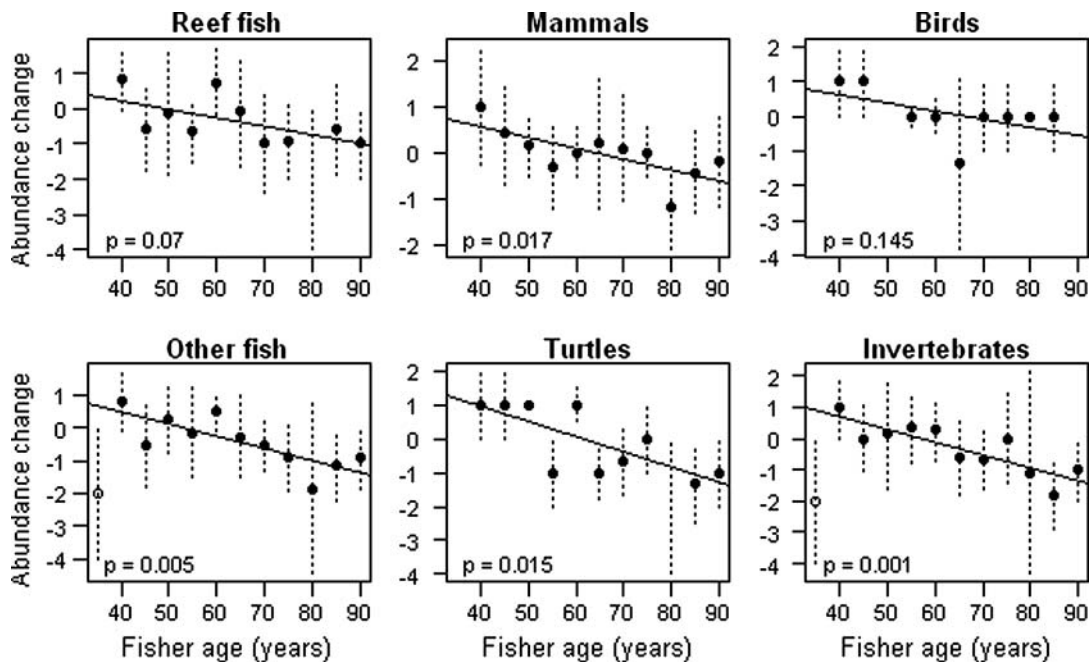 Reef fish
Mammals
Birds
Abundance change
1
0
-1
-2
-3
-4
p = 0.07
40 50 60 70 80 90
2
1
0
-1
-2
p = 0.017
40 50 60 70 80 90
2
1
0
-1
-2
-3
-4
p = 0.145
40 50 60 70 80 90
Other fish
Turtles
Invertebrates
Abundance change
1
0
-1
-2
-3
-4
p = 0.005
40 50 60 70 80 90
Fisher age (years)
2
1
0
-1
-2
-3
-4
p = 0.015
40 50 60 70 80 90
Fisher age (years)
2
1
0
-1
-2
-3
-4
p = 0.001
40 50 60 70 80 90
Fisher age (years)